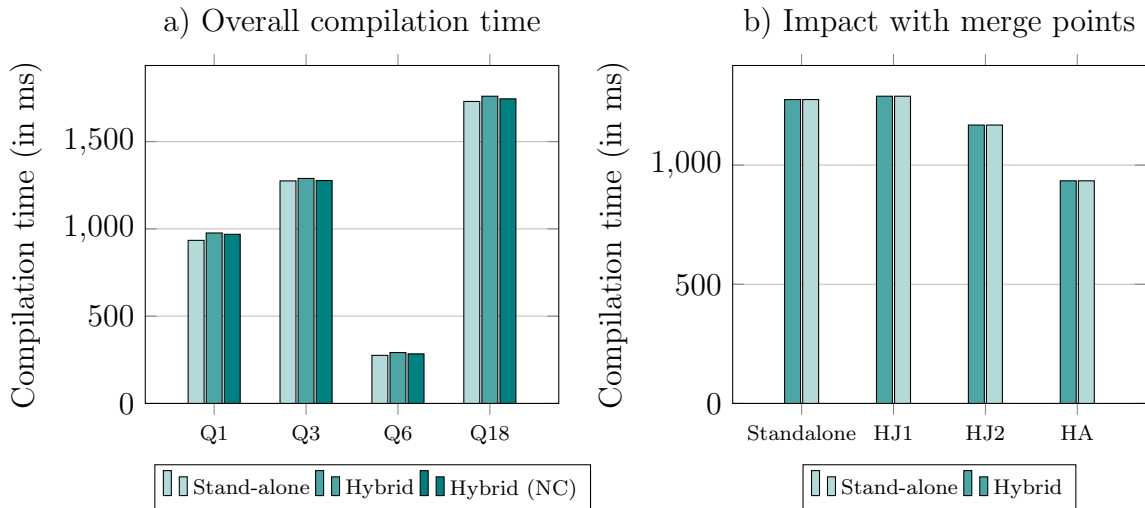 a) Overall compilation time
Compilation time (in ms)
1,500
1,000
500
0
Q1 Q3 Q6 Q18
Stand-alone Hybrid Hybrid (NC)
b) Impact with merge points
Compilation time (in ms)
1,000
500
0
Standalone HJ1 HJ2 HA
Stand-alone Hybrid